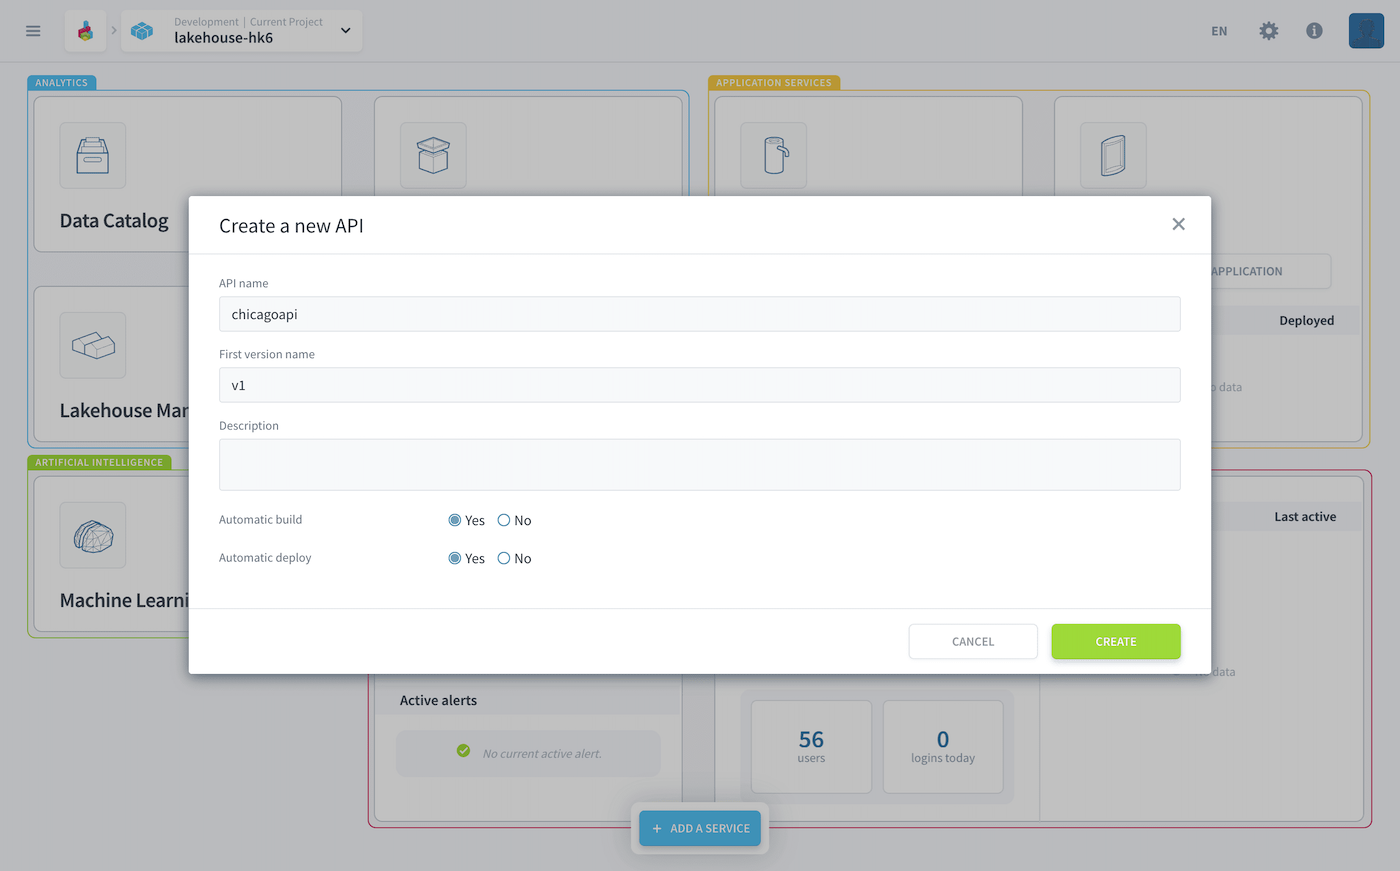 Development | Current Project
lakehouse-hk6
EN
ANALYTICS
APPLICATION SERVICES
Data Catalog
Create a new API
API name
chicagoapi
APPLICATION
First version name
Deployed
v1
data
Lakehouse
Description
ARTIFICIAL INTELLIGENCE
Automatic build
Yes
No
Last active
Automatic deploy
Yes
No
Machine
CANCEL
CREATE
data
Active alerts
No current active alert.
56
users
0
logins today
+ ADD A SERVICE